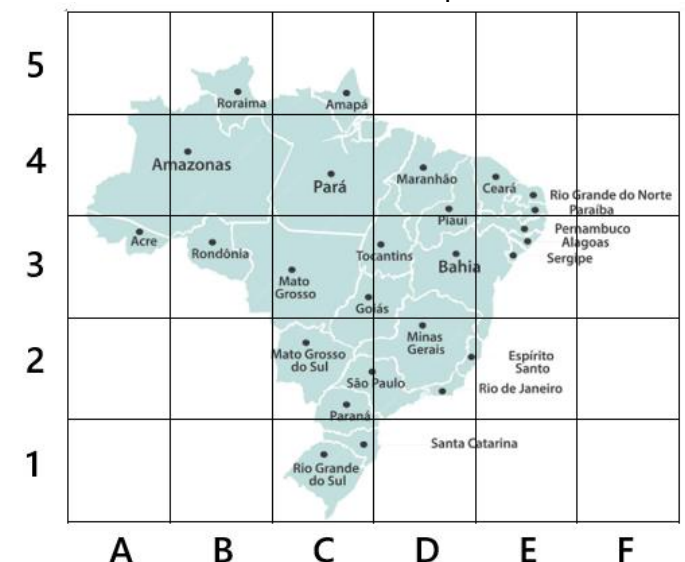 5
Roraima
Amapá
4
Amazonas
Pará
Maranhão
Ceará
Rio Grande do Norte
Paraíba
Piauí
Pernambuco
Alagoas
Acre
Rondônia
Tocantins
Bahia
Sergipe
3
Mato
Grosso
Goiás
Minas
Gerais
2
Mato Grosso
do Sul
Espírito
Santo
São Paulo
Rio de Janeiro
Paraná
Santa Catarina
1
Rio Grande
do Sul
A B C D E F